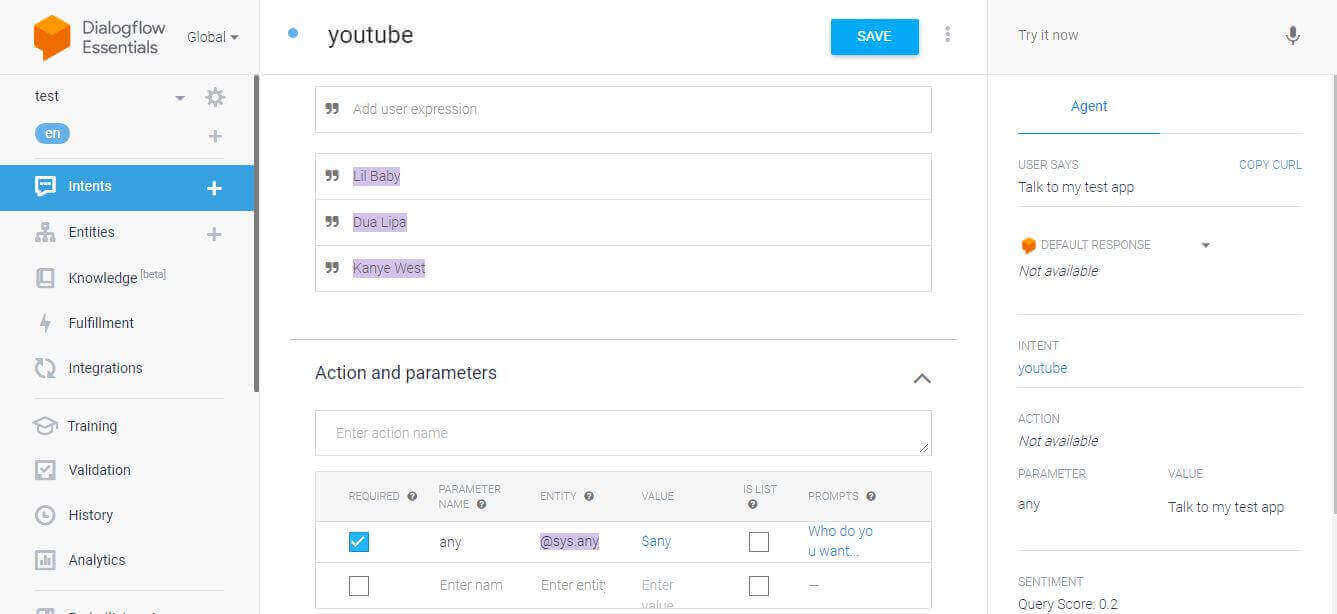 Dialogflow
Essentials
Global
youtube
SAVE
Try it now
test
en
Intents
Entities
Knowledge [beta]
Fulfillment
Integrations
Training
Validation
History
Analytics
Add user expression
Lil Baby
Dua Lipa
Kanye West
Action and parameters
Enter action name
REQUIRED
PARAMETER
NAME
ENTITY
VALUE
IS LIST
PROMPTS
any
@sys.any
$any
Who do yo
u want...
Enter nam
Enter entity
Enter
value
—
Agent
USER SAYS
COPY CURL
Talk to my test app
DEFAULT RESPONSE
Not available
INTENT
youtube
ACTION
Not available
PARAMETER
VALUE
any
Talk to my test app
SENTIMENT
Query Score: 0.2